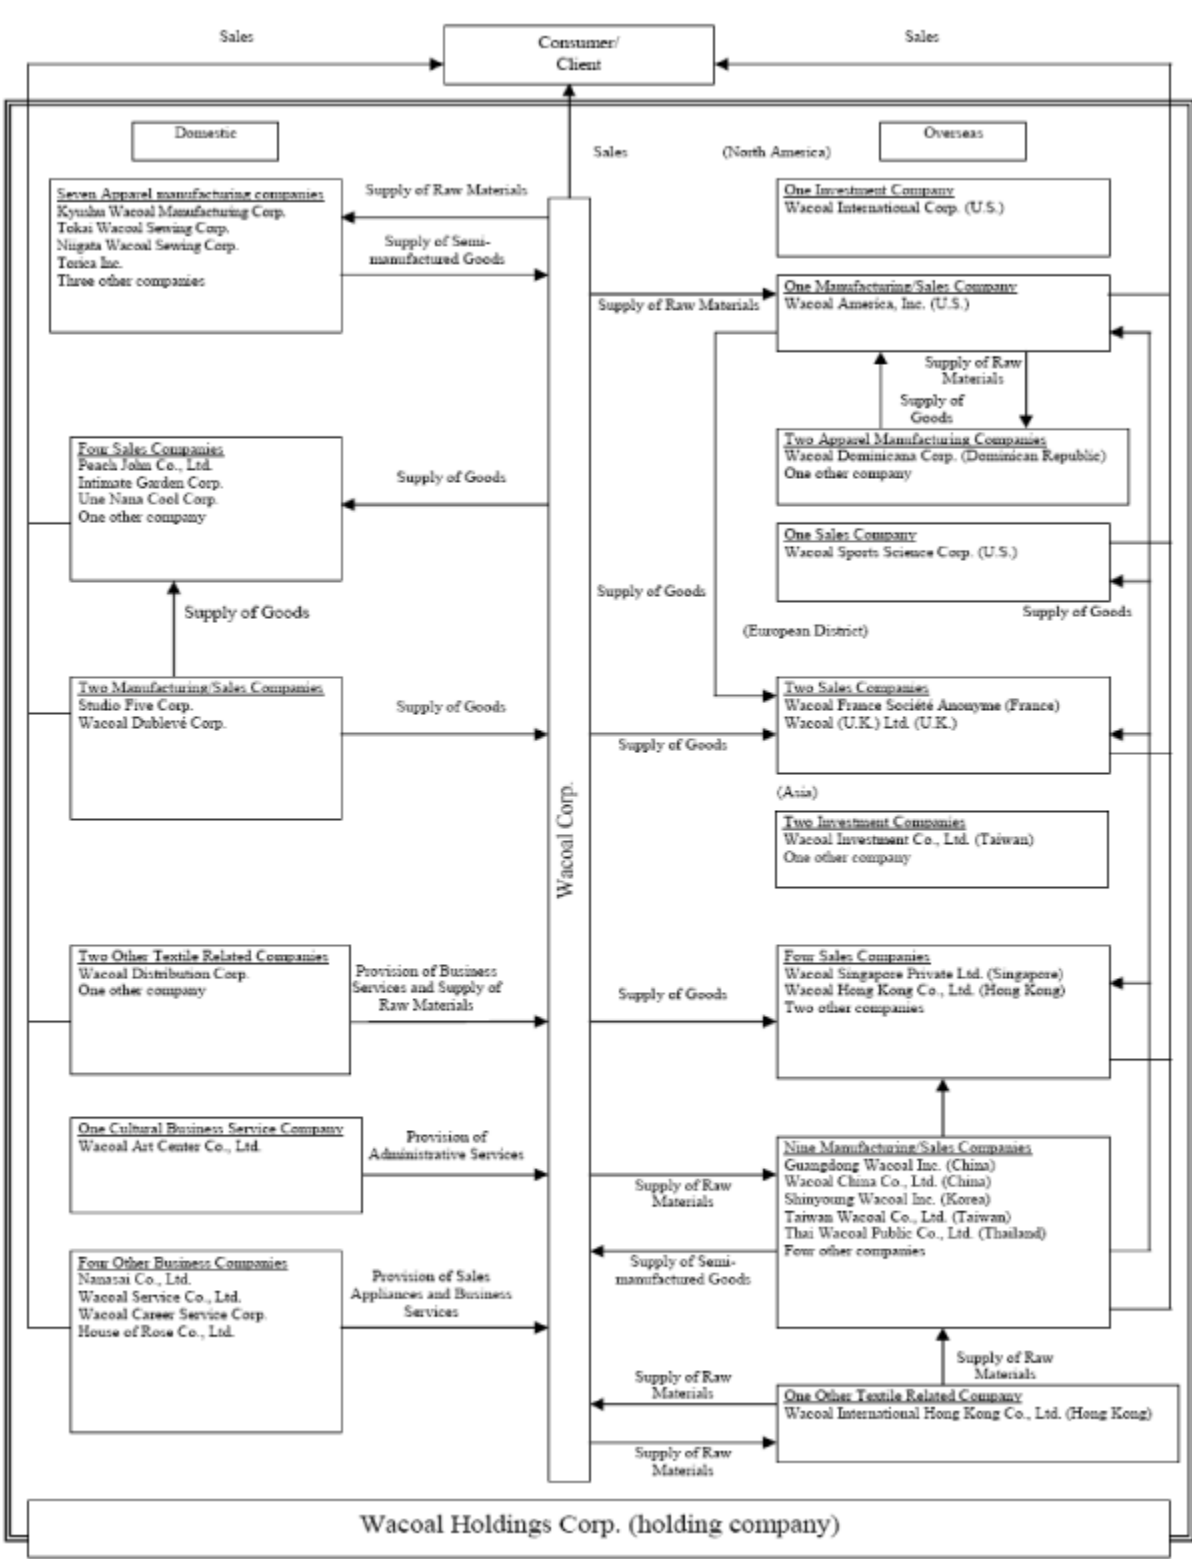 Sales
Sales
Consumer/
Client
Domestic
Overseas
Sales
(North America)
Seven Apparel manufacturing companies
Kyushu Wacoal Manufacturing Corp.
Tokai Wacoal Sewing Corp.
Niigata Wacoal Sewing Corp.
Torica Inc.
Three other companies
Supply of Raw Materials
Supply of Semi-
manufactured Goods
One Investment Company
Wacoal International Corp. (U.S.)
Supply of Raw Materials
One Manufacturing/Sales Company
Wacoal America, Inc. (U.S.)
Supply of Raw
Materials
Supply of
Goods
Two Apparel Manufacturing Companies
Wacoal Dominicana Corp. (Dominican Republic)
One other company
Four Sales Companies
Peach John Co., Ltd.
Intimate Garden Corp.
Une Nana Cool Corp.
One other company
Supply of Goods
One Sales Company
Wacoal Sports Science Corp. (U.S.)
Supply of Goods
Supply of Goods
Supply of Goods
(European District)
Two Manufacturing/Sales Companies
Studio Five Corp.
Wacoal Dublevé Corp.
Supply of Goods
Supply of Goods
Two Sales Companies
Wacoal France Société Anonyme (France)
Wacoal (U.K.) Ltd. (U.K.)
Wacoal Corp.
(Asia)
Two Investment Companies
Wacoal Investment Co., Ltd. (Taiwan)
One other company
Two Other Textile Related Companies
Wacoal Distribution Corp.
One other company
Provision of Business
Services and Supply of
Raw Materials
Supply of Goods
Four Sales Companies
Wacoal Singapore Private Ltd. (Singapore)
Wacoal Hong Kong Co., Ltd. (Hong Kong)
Two other companies
One Cultural Business Service Company
Wacoal Art Center Co., Ltd.
Provision of
Administrative Services
Supply of Raw
Materials
Supply of Semi-
manufactured Goods
Nine Manufacturing/Sales Companies
Guangdong Wacoal Inc. (China)
Wacoal China Co., Ltd. (China)
Shinyoung Wacoal Inc. (Korea)
Taiwan Wacoal Co., Ltd. (Taiwan)
Thai Wacoal Public Co., Ltd. (Thailand)
Four other companies
Four Other Business Companies
Nanasai Co., Ltd.
Wacoal Service Co., Ltd.
Wacoal Career Service Corp.
House of Rose Co., Ltd.
Provision of Sales
Appliances and Business
Services
Supply of Raw
Materials
Supply of Raw
Materials
One Other Textile Related Company
Wacoal International Hong Kong Co., Ltd. (Hong Kong)
Supply of Raw
Materials
Wacoal Holdings Corp. (holding company)